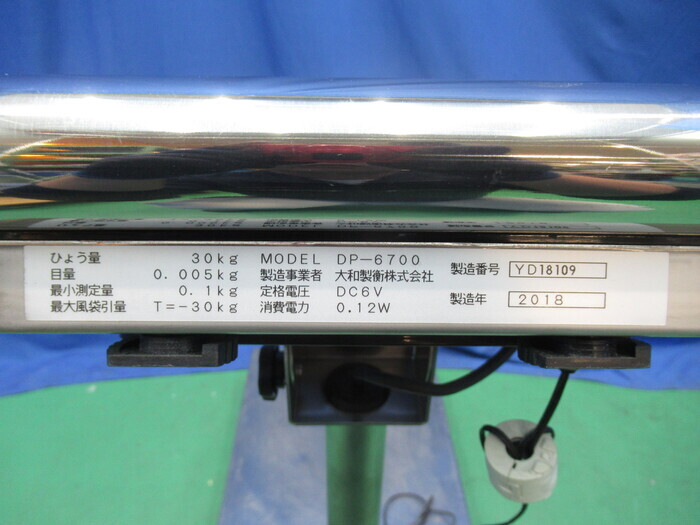 ひょう量 30kg MODEL DP-6700
目量 0.005kg 製造事業者 大和製衡株式会社 製造番号 YD18109
最小測定量 0.1kg 定格電圧 DC6V
最大風袋引量 T=-30kg 消費電力 0.12W 製造年 2018